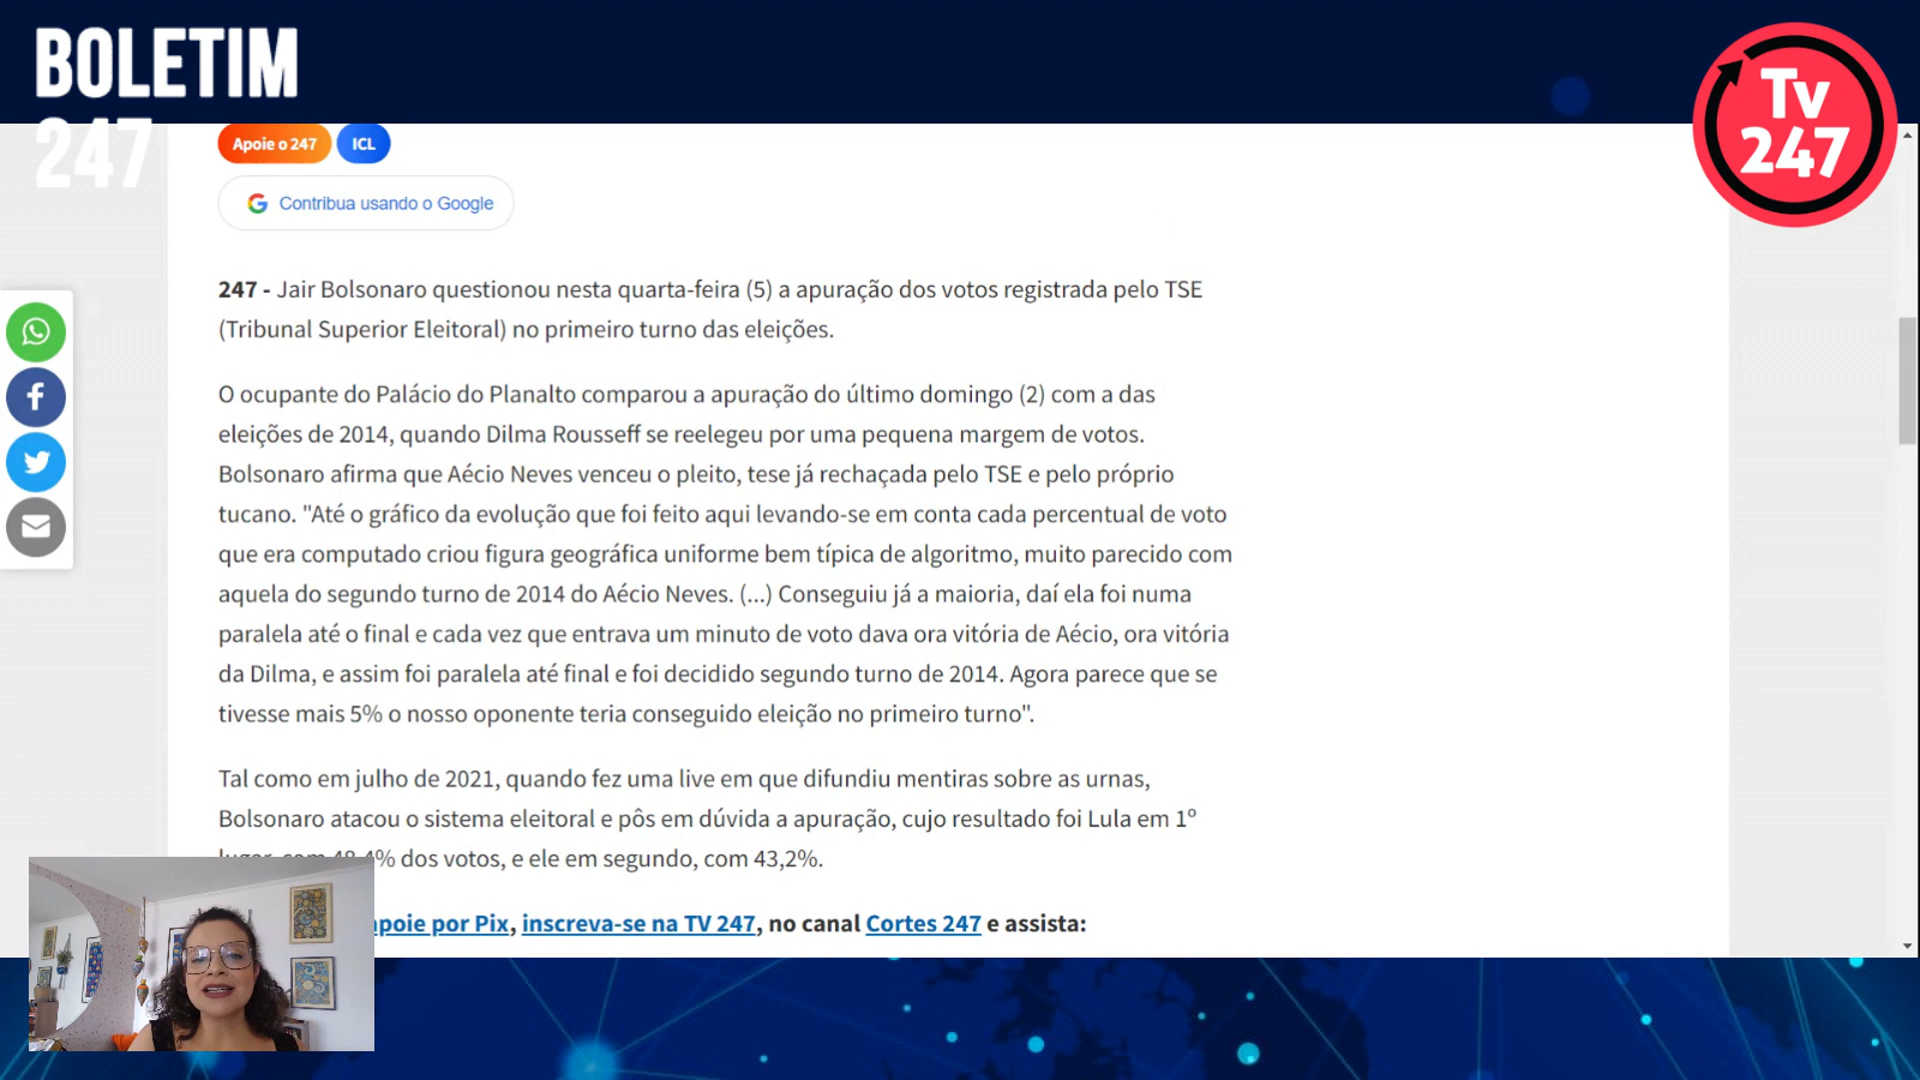 BOLETIM
247
Tv
247
Apoie o 247
ICL
Contribua usando o Google
247 - Jair Bolsonaro questionou nesta quarta-feira (5) a apuração dos votos registrada pelo TSE
(Tribunal Superior Eleitoral) no primeiro turno das eleições.
O ocupante do Palácio do Planalto comparou a apuração do último domingo (2) com a das
eleições de 2014, quando Dilma Rousseff se reelegeu por uma pequena margem de votos.
Bolsonaro afirma que Aécio Neves venceu o pleito, tese já rechaçada pelo TSE e pelo próprio
tucano. "Até o gráfico da evolução que foi feito aqui levando-se em conta cada percentual de voto
que era computado criou figura geográfica uniforme bem típica de algoritmo, muito parecido com
aquela do segundo turno de 2014 do Aécio Neves. (...) Conseguiu já a maioria, daí ela foi numa
paralela até o final e cada vez que entrava um minuto de voto dava ora vitória de Aécio, ora vitória
da Dilma, e assim foi paralela até final e foi decidido segundo turno de 2014. Agora parece que se
tivesse mais 5% o nosso oponente teria conseguido eleição no primeiro turno".
Tal como em julho de 2021, quando fez uma live em que difundiu mentiras sobre as urnas,
Bolsonaro atacou o sistema eleitoral e pôs em dúvida a apuração, cujo resultado foi Lula em 1º
lugar, com 48,4% dos votos, e ele em segundo, com 43,2%.
apoie por Pix, inscreva-se na TV 247, no canal Cortes 247 e assista: